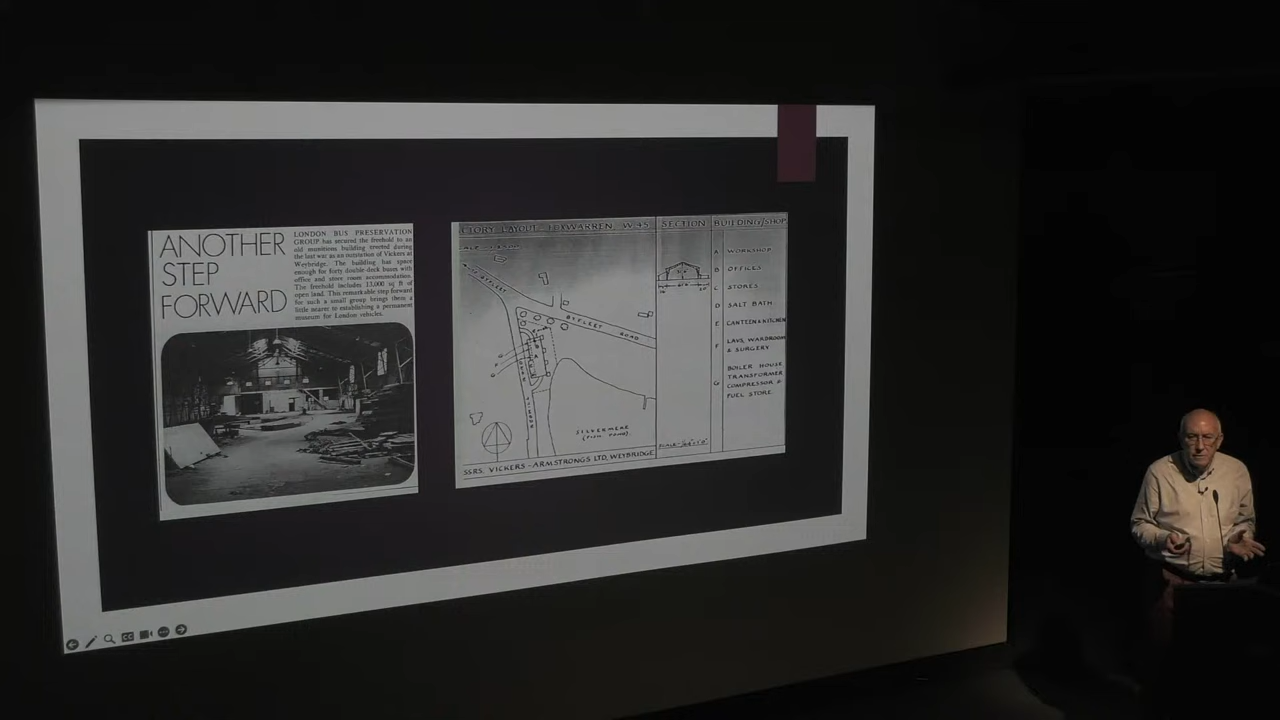 ANOTHER
STEP
FORWARD
LONDON BUS PRESERVATION
GROUP has secured the freehold to an
old munitions building erected during
the last war as an outstation of Vickers at
Weybridge. The building has space
enough for forty double deck buses with
office and store room accommodation.
The freehold includes 13,000 sq ft of
open land. This remarkable step forward
for such a small group brings them a
little nearer to establishing a permanent
museum for London vehicles.
CTORY LAYOUT - FOXWARREN W.45
SECTION
BUILDING/SHOP
A WORKSHOP
B OFFICES
C STORES
D SALT BATH
E CANTEEN & KITCHEN
F LAVS, WARDROOM
& SURGERY
G BOILER HOUSE
TRANSFORMER
COMPRESSOR &
FUEL STORE.
TO BYFLEET
BYFLEET ROAD
SILVERMERE
(FISH POND).
SSRS. VICKERS - ARMSTRONGS LTD, WEYBRIDGE
CC